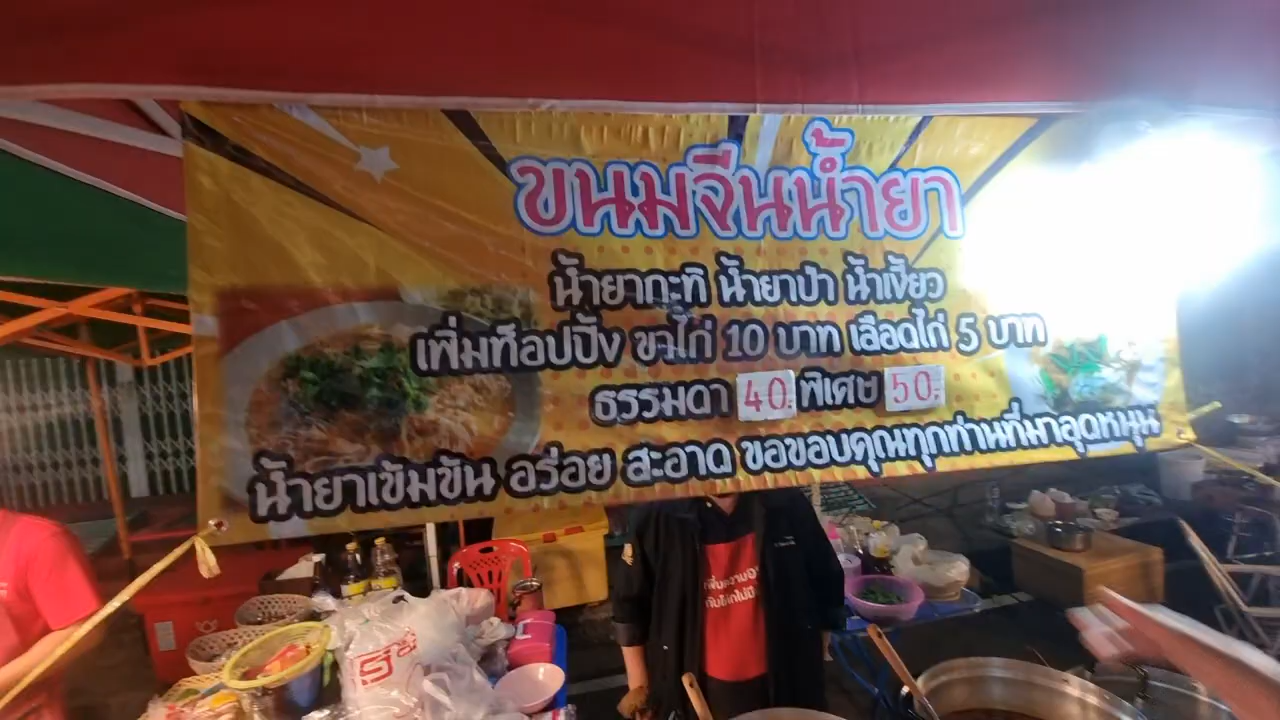 ขนมจีนน้ำยา
น้ำยากะทิ น้ำยาป่า น้ำเงี้ยว
เพิ่มท็อปปิ้ง ขาไก่ 10 บาท เลือดไก่ 5 บาท
ธรรมดา 40.- พิเศษ 50.-
น้ำยาเข้มข้น อร่อย สะอาด ขอขอบคุณทุกท่านที่มาอุดหนุน